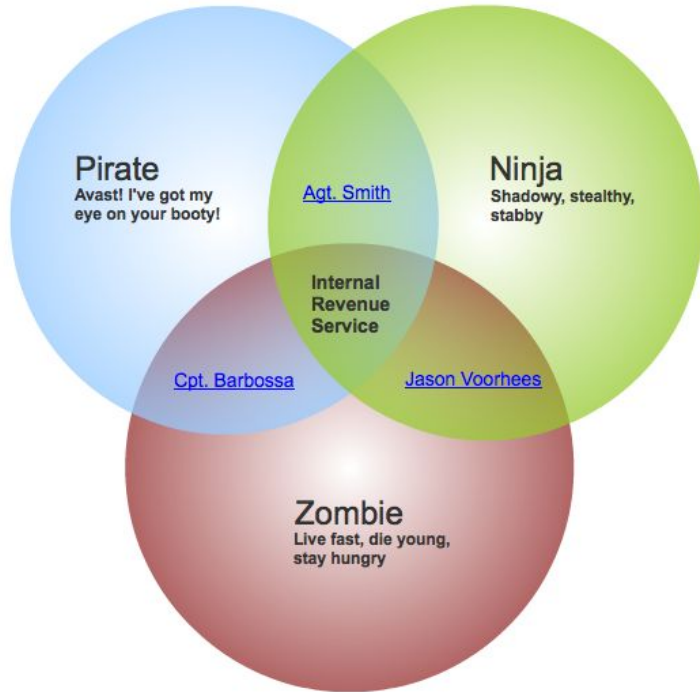 Pirate
Avast! I've got my
eye on your booty!
Ninja
Shadowy, stealthy,
stabby
Agt. Smith
Internal
Revenue
Service
Cpt. Barbossa
Jason Voorhees
Zombie
Live fast, die young,
stay hungry